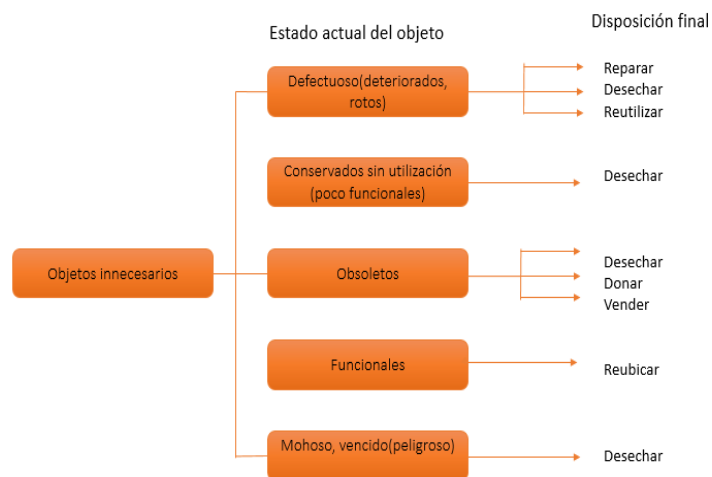 Estado actual del objeto
Disposición final
Defectuoso(deteriorados,
rotos)
Reparar
Desechar
Reutilizar
Conservados sin utilización
(poco funcionales)
Desechar
Objetos innecesarios
Obsoletos
Desechar
Donar
Vender
Funcionales
Reubicar
Mohoso, vencido(peligroso)
Desechar